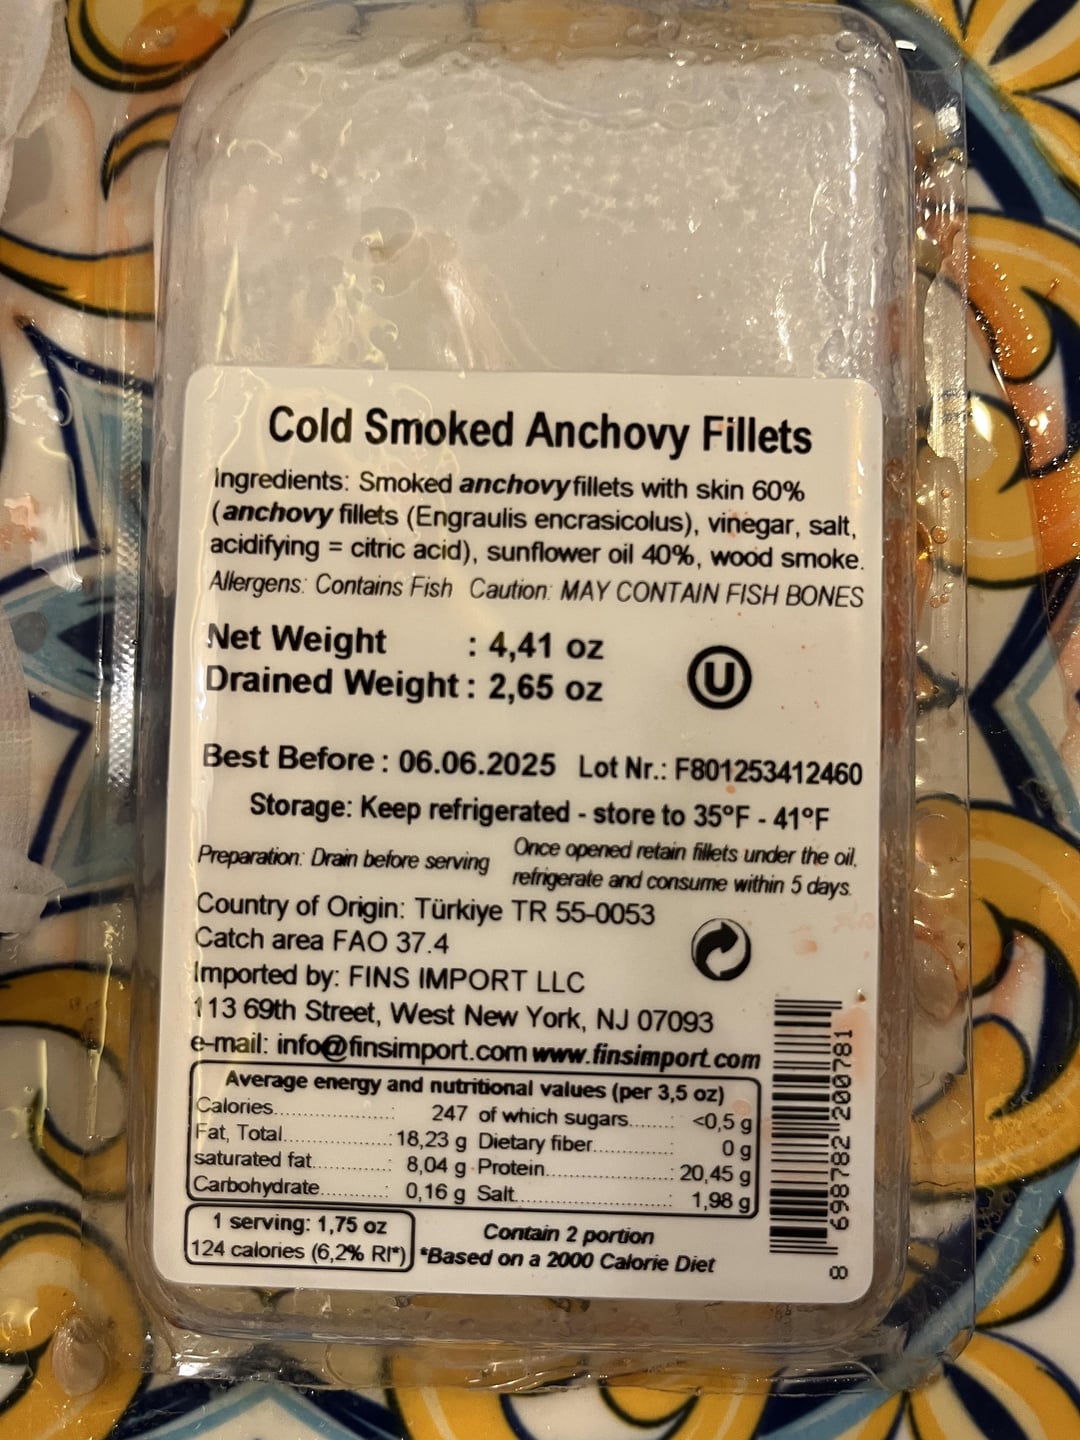 Cold Smoked Anchovy Fillets
Ingredients: Smoked anchovy fillets with skin 60%
(anchovy fillets (Engraulis encrasicolus), vinegar, salt,
acidifying = citric acid), sunflower oil 40%, wood smoke.
Allergens: Contains Fish Caution: MAY CONTAIN FISH BONES
Net Weight : 4,41 oz
Drained Weight : 2,65 oz
U
Best Before : 06.06.2025 Lot Nr.: F801253412460
Storage: Keep refrigerated - store to 35°F - 41°F
Preparation: Drain before serving
Once opened retain fillets under the oil,
refrigerate and consume within 5 days.
Country of Origin: Türkiye TR 55-0053
Catch area FAO 37.4
Imported by: FINS IMPORT LLC
113 69th Street, West New York, NJ 07093
e-mail: info@finsimport.com www.finsimport.com
Average energy and nutritional values (per 3,5 oz)
Calories....................: 247 of which sugars.......: <0,5 g
Fat, Total..................: 18,23 g Dietary fiber.............: 0 g
saturated fat............: 8,04 g Protein....................: 20,45 g
Carbohydrate...........: 0,16 g Salt..........................: 1,98 g
1 serving: 1,75 oz
124 calories (6,2% RI*)
Contain 2 portion
*Based on a 2000 Calorie Diet
8 698782 200781